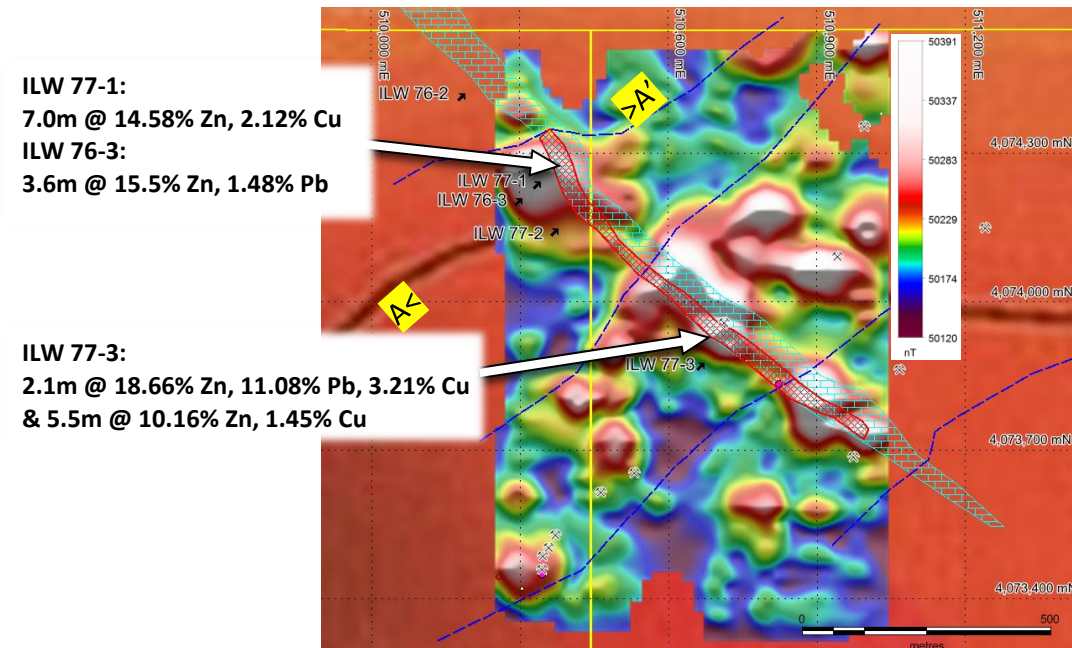 ILW 77-1:
7.0m @ 14.58% Zn, 2.12% Cu
ILW 76-3:
3.6m @ 15.5% Zn, 1.48% Pb
ILW 77-3:
2.1m @ 18.66% Zn, 11.08% Pb, 3.21% Cu
& 5.5m @ 10.16% Zn, 1.45% Cu
510,000 mE
510,600 mE
510,900 mE
511,200 mE
ILW 76-2
>A'
ILW 77-1
ILW 76-3
ILW 77-2
A<
ILW 77-3
50391
50337
50283
50229
50174
50120
nT
4,074,300 mN
4,074,000 mN
4,073,700 mN
4,073,400 mN
0
500
metres